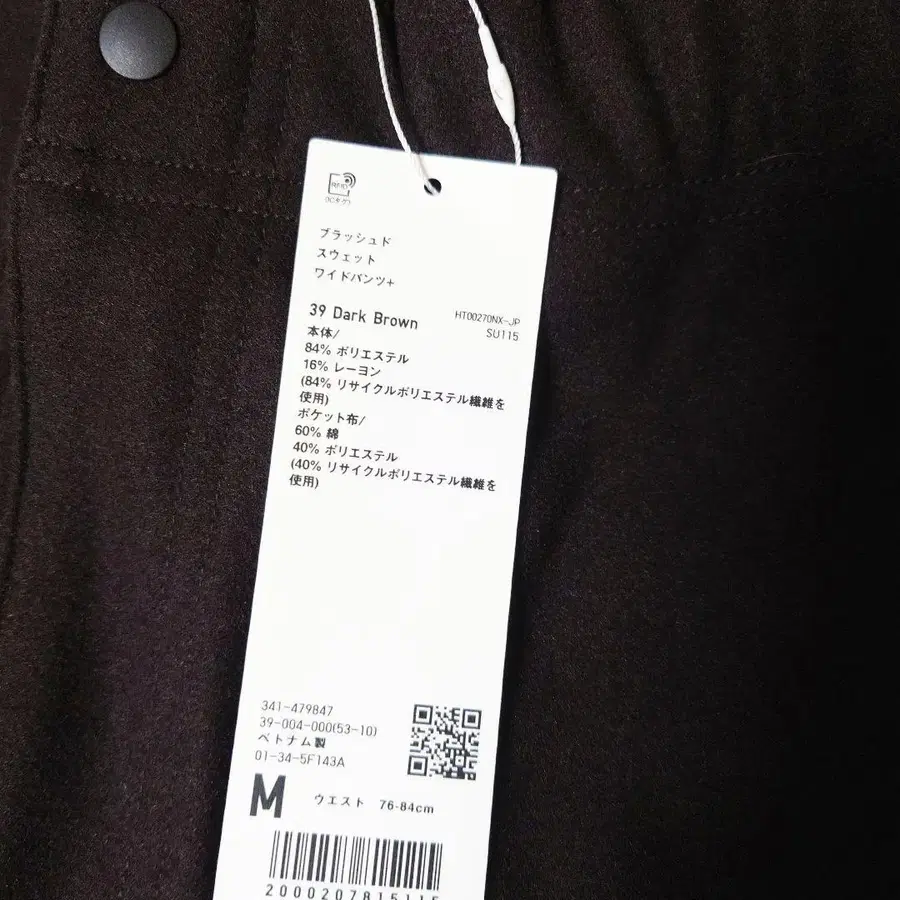 RFID
ブラッシュド
スウェット
ワイドパンツ+
39 Dark Brown
HT00270NX-JP
SU115
本体/
84% ポリエステル
16% レーヨン
(84% リサイクルポリエステル繊維を
使用)
ポケット布/
60% 綿
40% ポリエステル
(40% リサイクルポリエステル繊維を
使用)
341-479847
39-004-000(53-10)
ベトナム製
01-34-5F143A
M
ウエスト 76-84cm
2000207815115